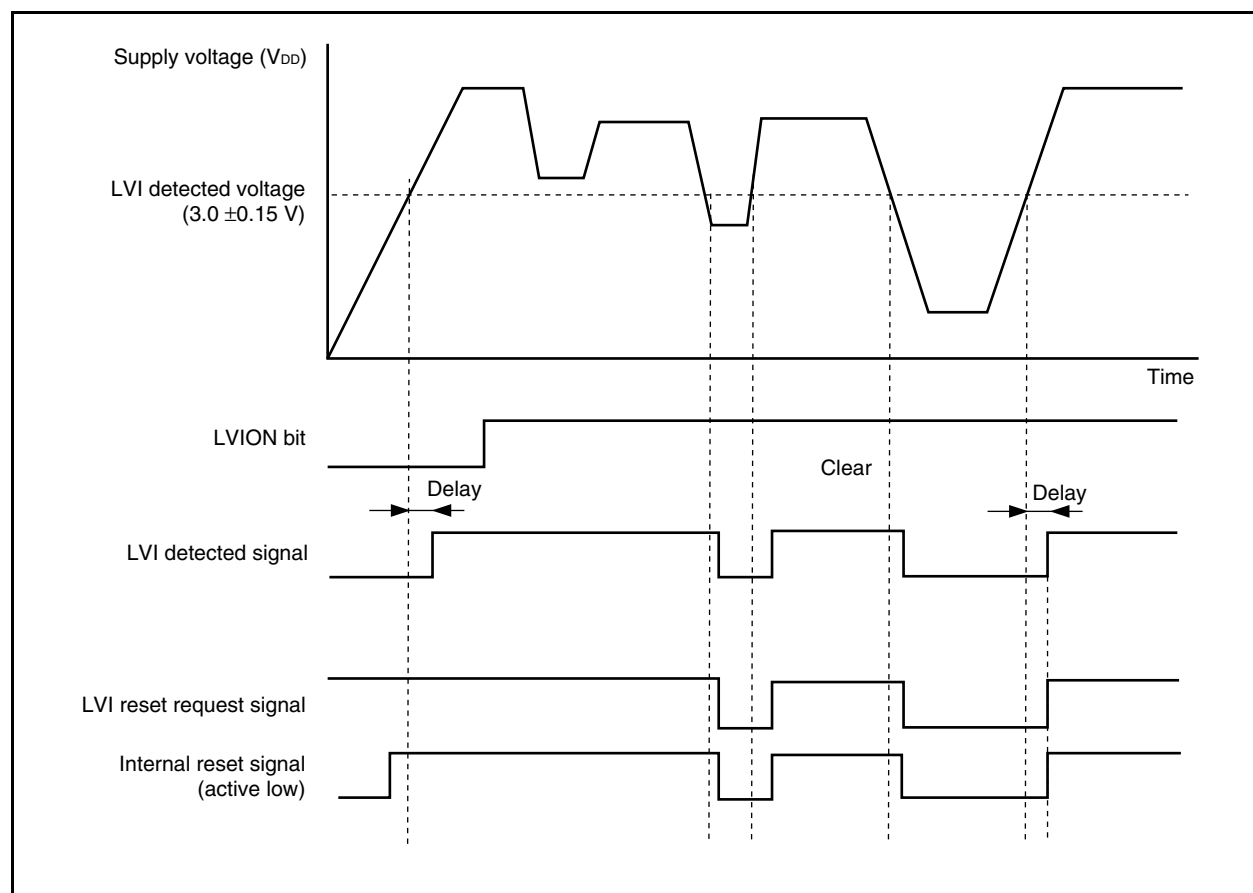 Supply voltage (VDD)
LVI detected voltage
(3.0 ±0.15 V)
Time
LVION bit
Clear
Delay
Delay
LVI detected signal
LVI reset request signal
Internal reset signal
(active low)